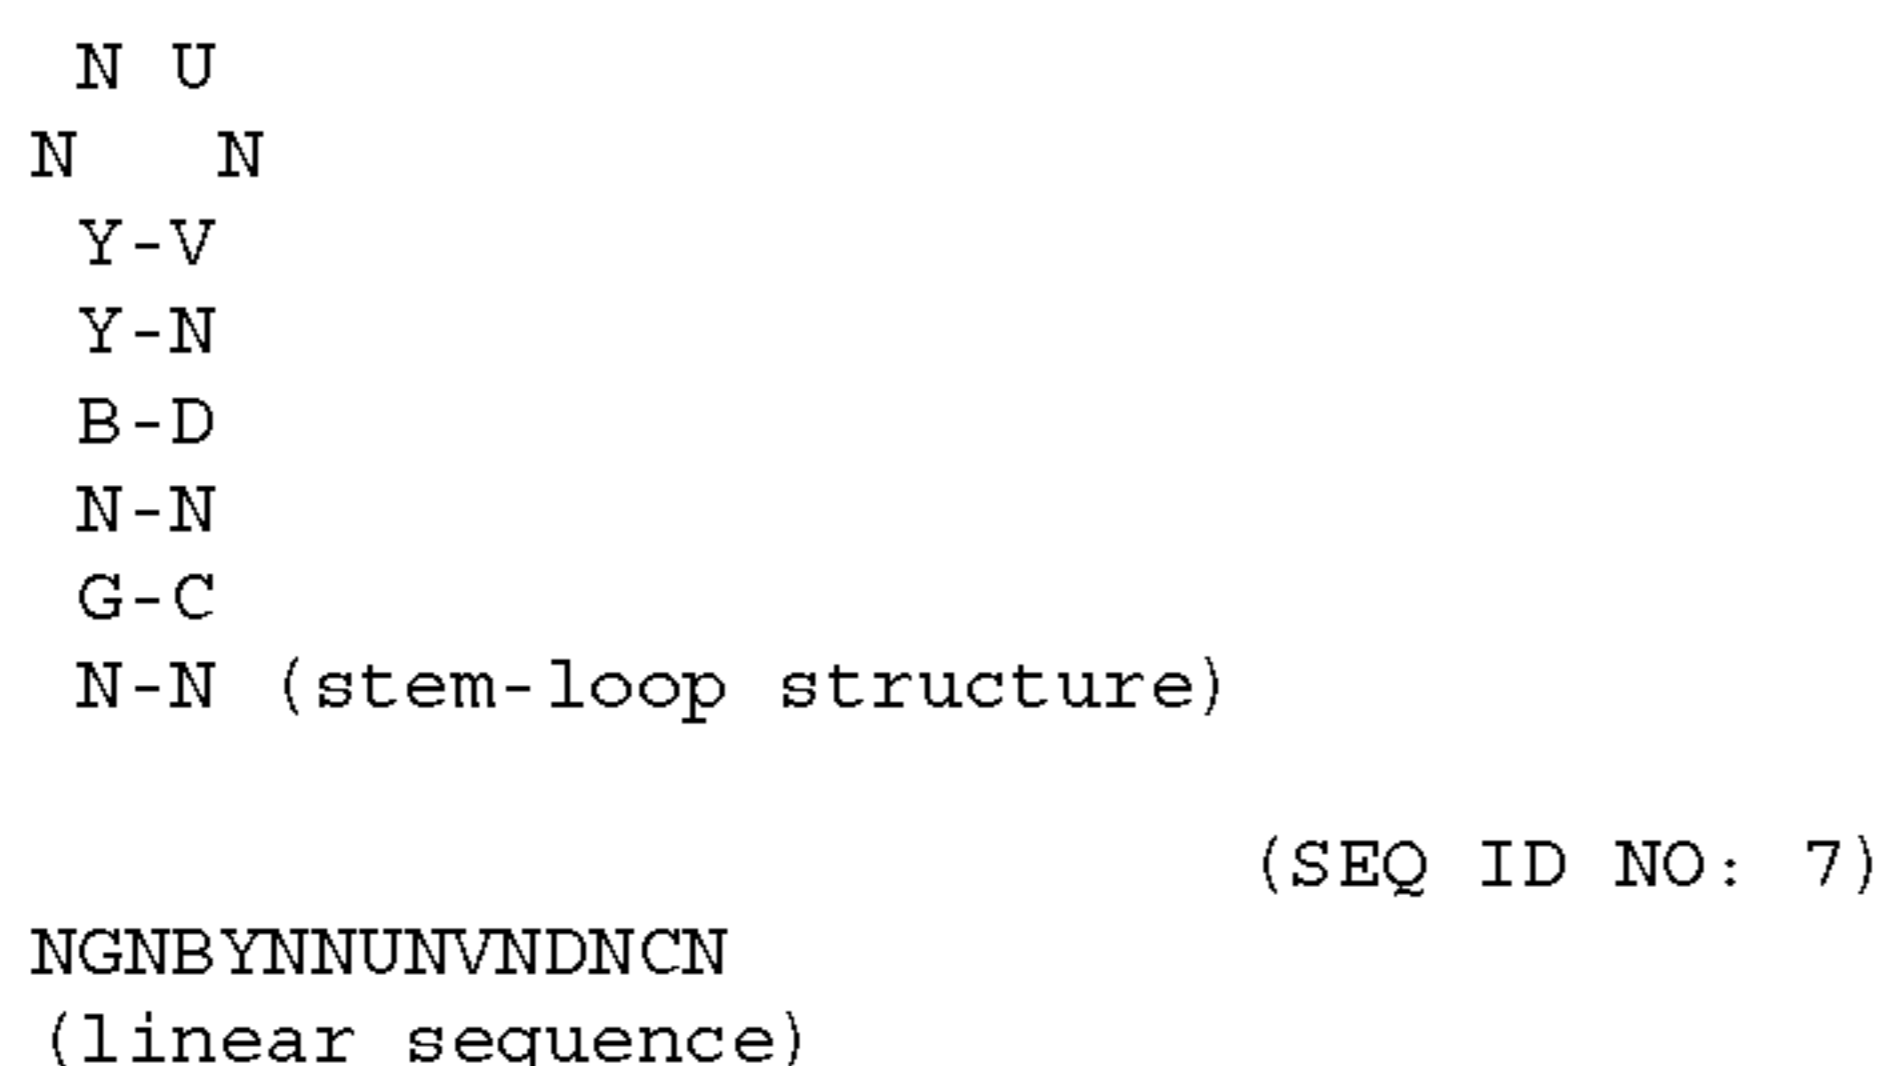 N U
N N
Y-V
Y-N
B-D
N-N
G-C
N-N (stem-loop structure)
(SEQ ID NO: 7)
NGNBYNNUNVNDNCN
(linear sequence)